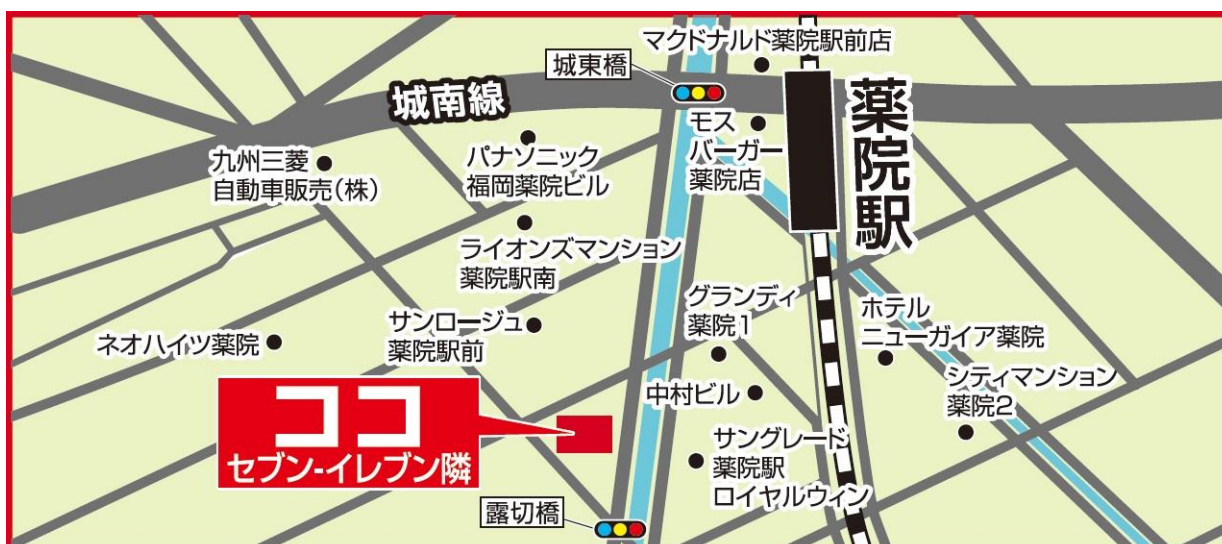 マクドナルド薬院駅前店
城東橋
城南線
薬院駅
モス
バーガー
薬院店
九州三菱
自動車販売(株)
パナソニック
福岡薬院ビル
ライオンズマンション
薬院駅南
グランディ
薬院1
ホテル
ニューガイア薬院
ネオハイツ薬院
サンロージュ
薬院駅前
シティマンション
薬院2
中村ビル
ココ
セブン-イレブン隣
サングレード
薬院駅
ロイヤルウィン
露切橋